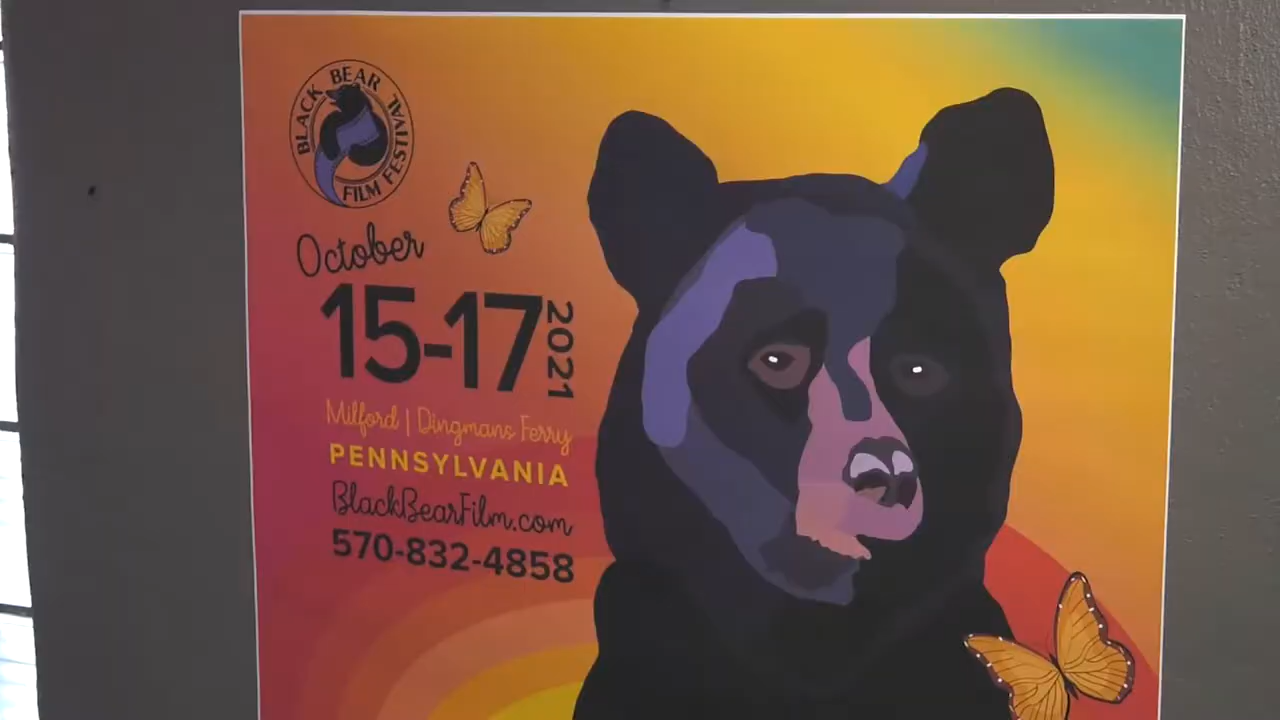 BLACK BEAR FILM FESTIVAL
October
15-17 2021
Milford | Dingmans Ferry
PENNSYLVANIA
BlackBearFilm.com
570-832-4858